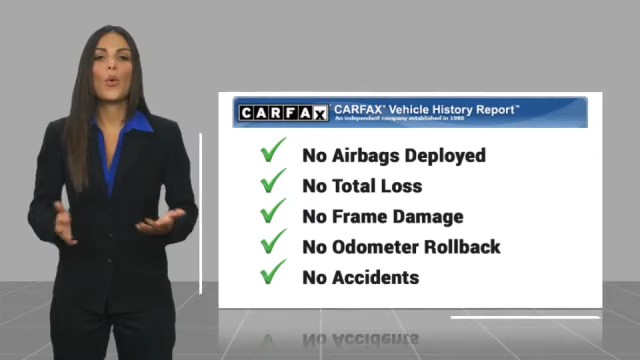 CARFAX CARFAX® Vehicle History Report™
An independent company established in 1986
No Airbags Deployed
No Total Loss
No Frame Damage
No Odometer Rollback
No Accidents